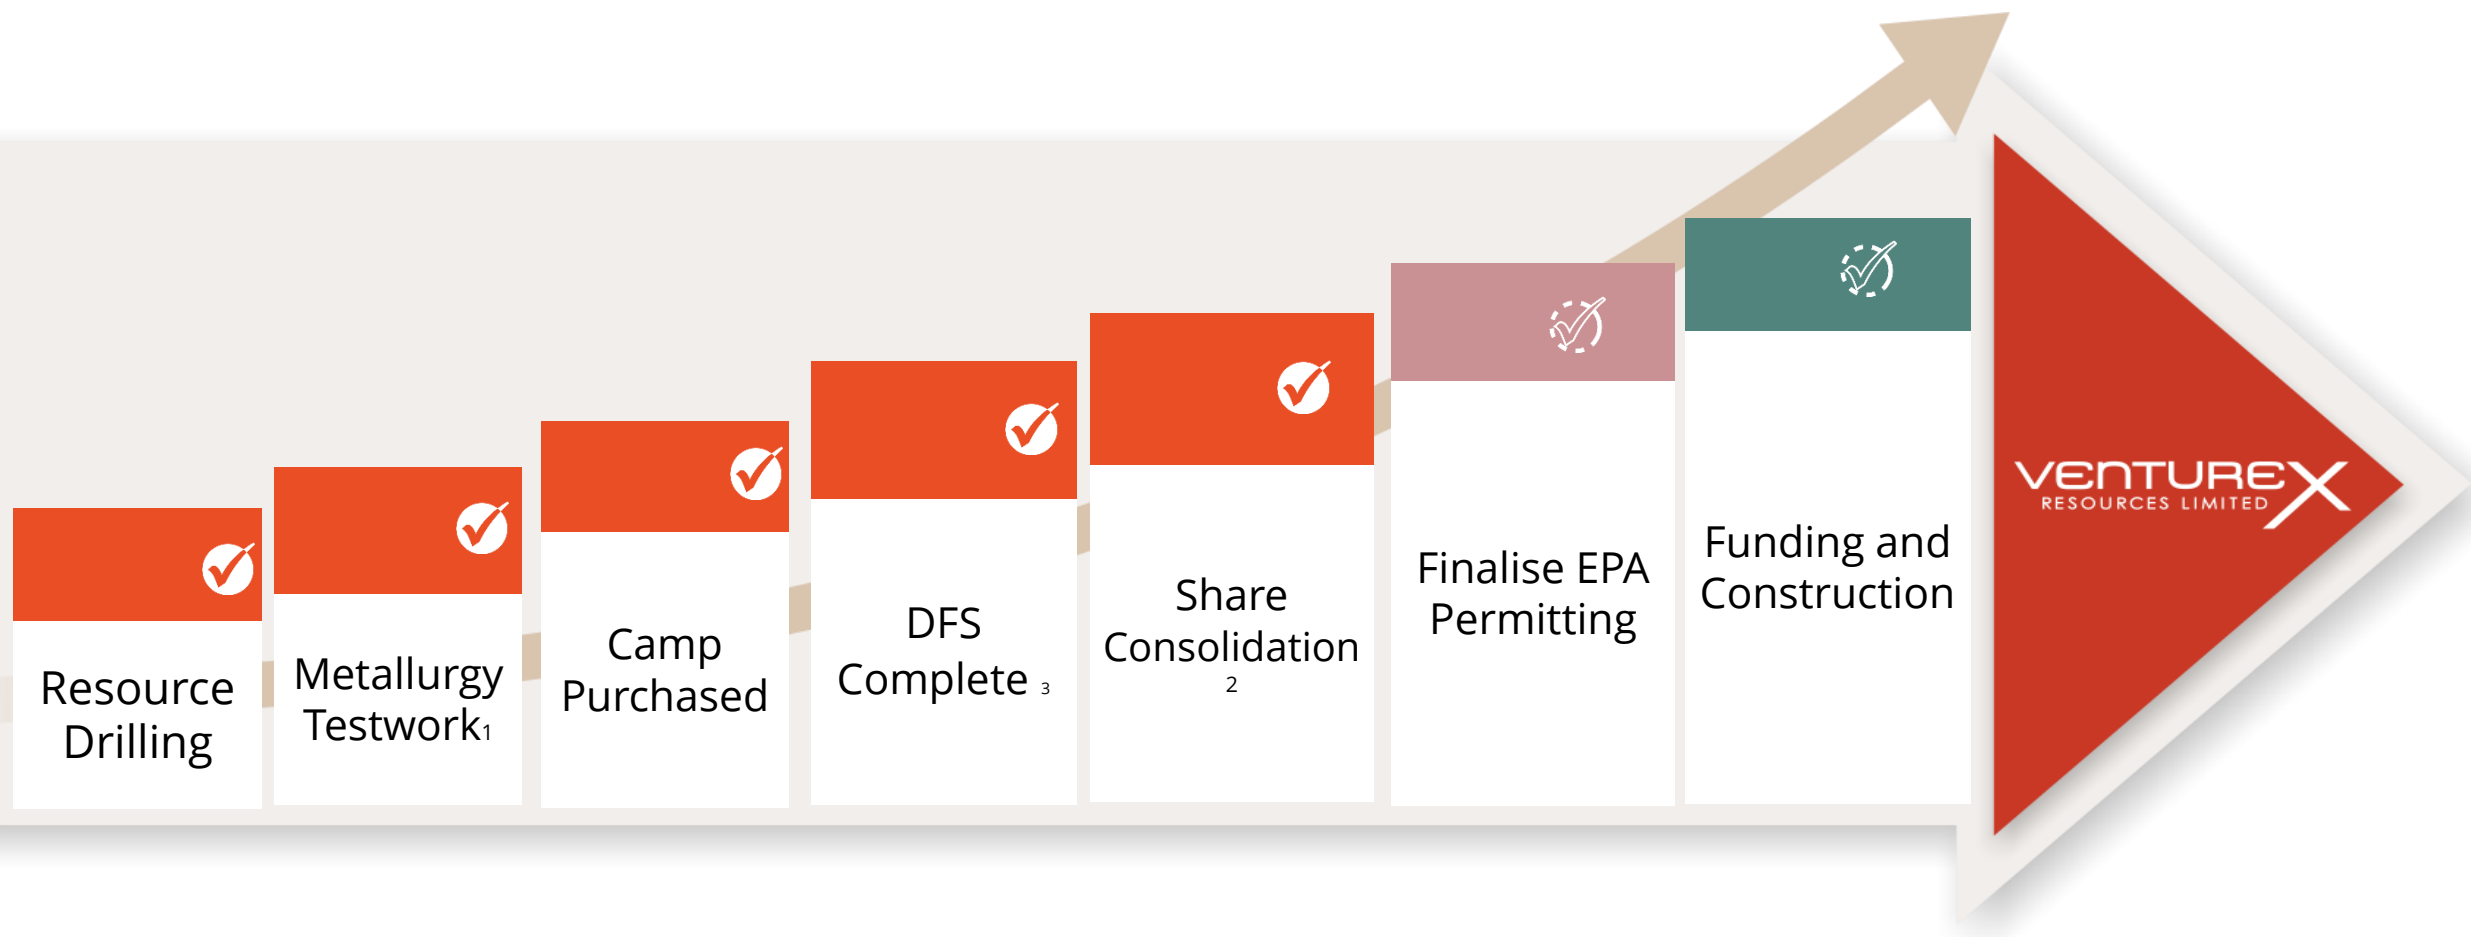 Resource
Drilling
Metallurgy
Testwork1
Camp
Purchased
DFS
Complete 3
Share
Consolidation
2
Finalise EPA
Permitting
Funding and
Construction
VENTUREX
RESOURCES LIMITED